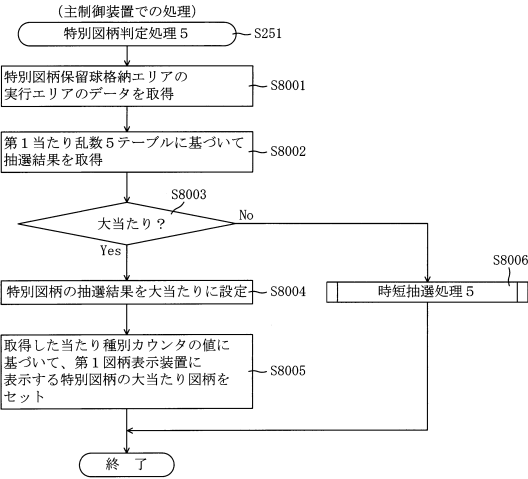 (主制御装置での処理)
特別図柄判定処理5
S251
特別図柄保留球格納エリアの
実行エリアのデータを取得
S8001
第1当たり乱数5テーブルに基づいて
抽選結果を取得
S8002
S8003
大当たり?
No
Yes
S8006
特別図柄の抽選結果を大当たりに設定
S8004
時短抽選処理5
取得した当たり種別カウンタの値に
基づいて、第1図柄表示装置に
表示する特別図柄の大当たり図柄を
セット
S8005
終 了